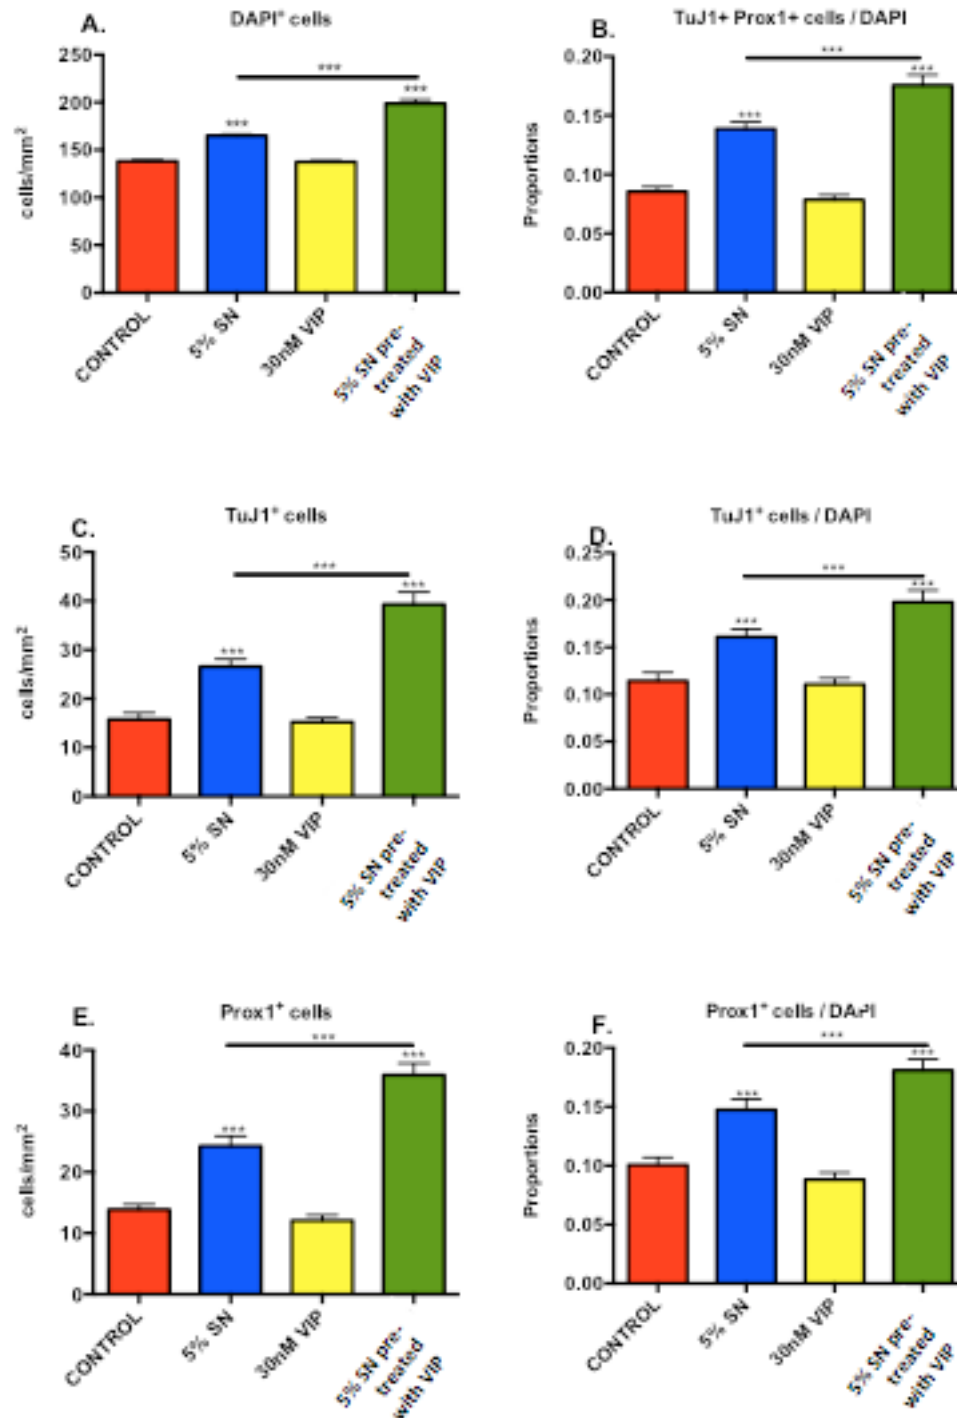 A. DAPI⁺ cells
250
200
150
100
50
0
cells/mm²
***
***
***
CONTROL
5% SN
30nM VIP
5% SN pre-
treated
with VIP
B. TuJ1+ Prox1+ cells / DAPI
0.20
0.15
0.10
0.05
0.00
Proportions
***
***
***
CONTROL
5% SN
30nM VIP
5% SN pre-
treated
with VIP
C. TuJ1⁺ cells
50
40
30
20
10
0
cells/mm²
***
***
***
CONTROL
5% SN
30nM VIP
5% SN pre-
treated
with VIP
D. TuJ1⁺ cells / DAPI
0.25
0.20
0.15
0.10
0.05
0.00
Proportions
***
***
***
CONTROL
5% SN
30nM VIP
5% SN pre-
treated
with VIP
E. Prox1⁺ cells
40
30
20
10
0
cells/mm²
***
***
***
CONTROL
5% SN
30nM VIP
5% SN pre-
treated
with VIP
F. Prox1⁺ cells / DAPI
0.20
0.15
0.10
0.05
0.00
Proportions
***
***
***
CONTROL
5% SN
30nM VIP
5% SN pre-
treated
with VIP